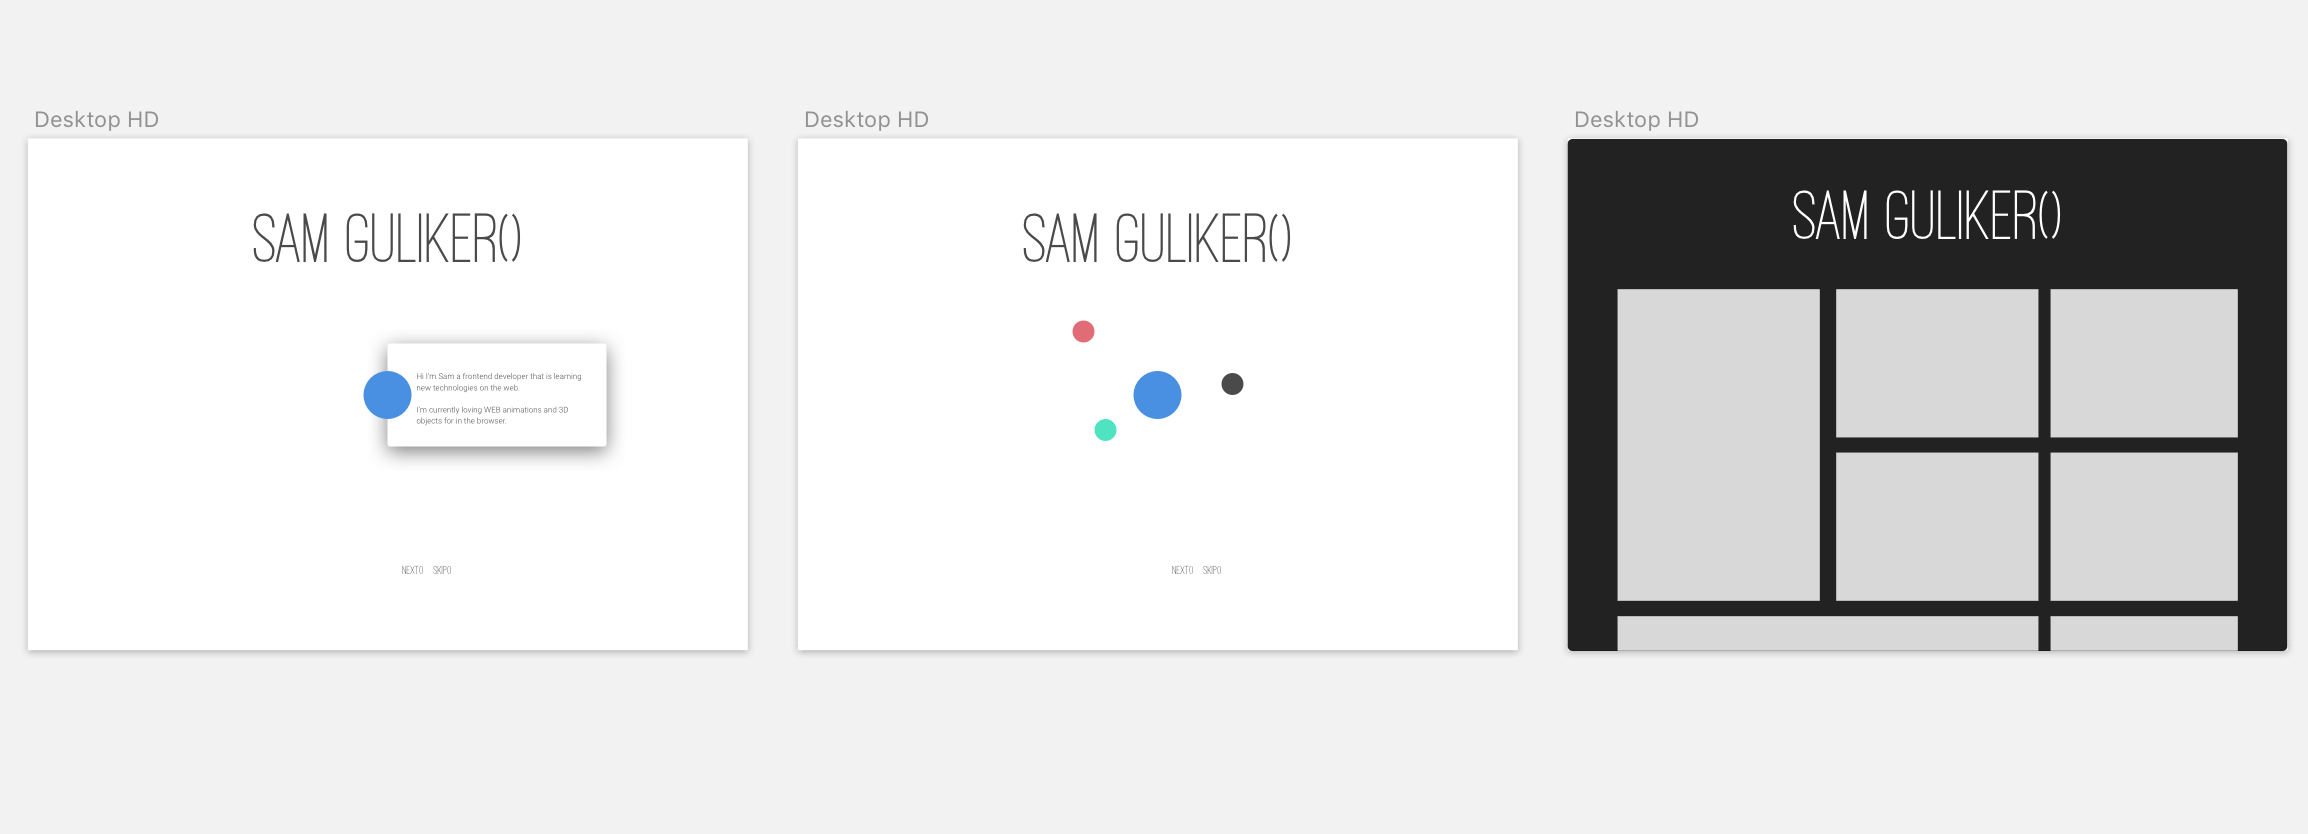 Desktop HD
SAM GULIKER()
Hi I'm Sam a frontend developer that is learning
new technologies on the web.
I'm currently loving WEB animations and 3D
objects for in the browser.
NEXT() SKIP()
Desktop HD
SAM GULIKER()
NEXT() SKIP()
Desktop HD
SAM GULIKER()